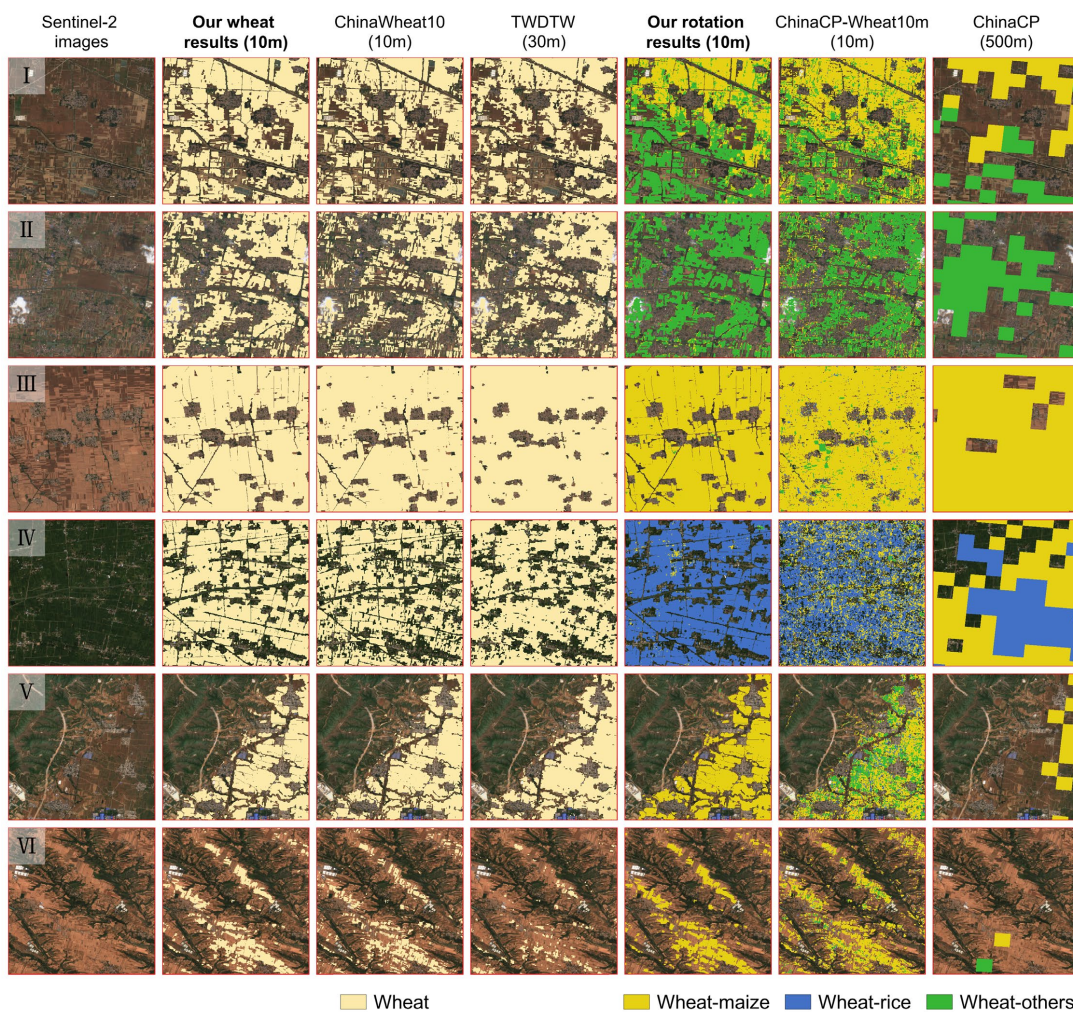 Sentinel-2 images
Our wheat results (10m)
ChinaWheat10 (10m)
TWDTW (30m)
Our rotation results (10m)
ChinaCP-Wheat10m (10m)
ChinaCP (500m)
I
II
III
IV
V
VI
Wheat
Wheat-maize
Wheat-rice
Wheat-others